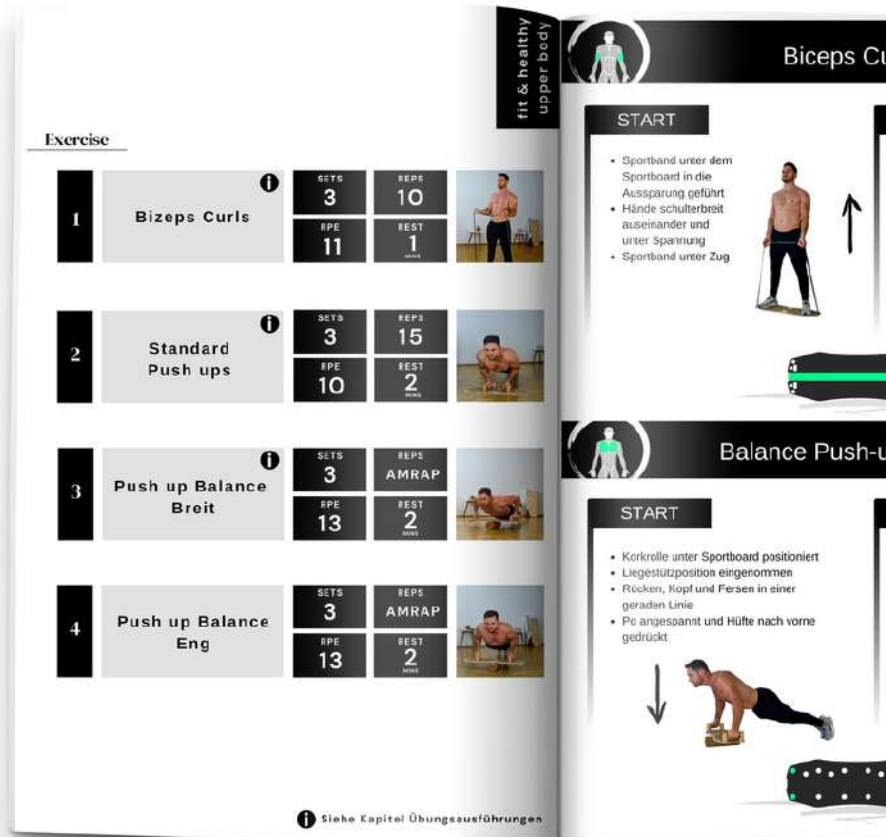 fit & healthy
upper body
Exercise
1
Bizeps Curls
SETS
3
REPS
10
RPE
11
REST
1
MINS
2
Standard
Push ups
SETS
3
REPS
15
RPE
10
REST
2
MINS
3
Push up Balance
Breit
SETS
3
REPS
AMRAP
RPE
13
REST
2
MINS
4
Push up Balance
Eng
SETS
3
REPS
AMRAP
RPE
13
REST
2
MINS
Siehe Kapitel Übungsausführungen
Biceps Cu
START
• Sportband unter dem
Sportboard in die
Aussparung geführt
• Hände schulterbreit
auseinander und
unter Spannung
• Sportband unter Zug
Balance Push-u
START
• Korkrolle unter Sportboard positioniert
• Liegestützposition eingenommen
• Rücken, Kopf und Fersen in einer
geraden Linie
• Po angespannt und Hüfte nach vorne
gedrückt